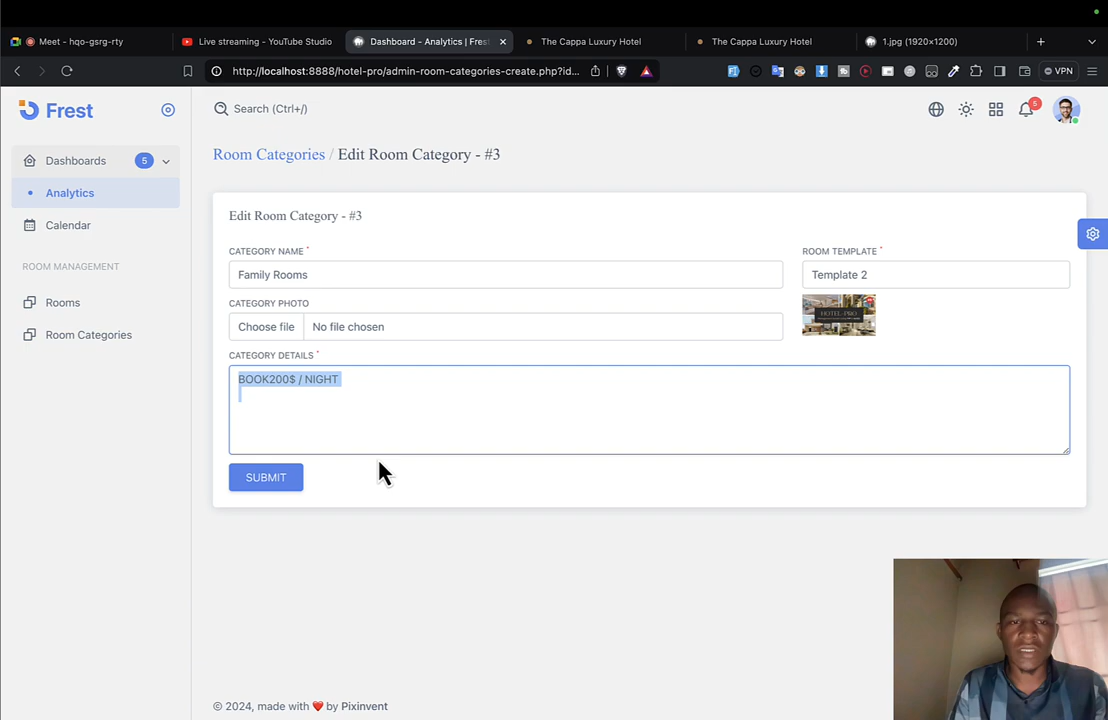 Meet - hqo-gsrg-rty
Live streaming - YouTube Studio
Dashboard - Analytics | Fres
The Cappa Luxury Hotel
The Cappa Luxury Hotel
1.jpg (1920×1200)
http://localhost:8888/hotel-pro/admin-room-categories-create.php?id...
VPN
Frest
Search (Ctrl+/)
5
Dashboards
5
Analytics
Calendar
ROOM MANAGEMENT
Rooms
Room Categories
Room Categories / Edit Room Category - #3
Edit Room Category - #3
CATEGORY NAME *
Family Rooms
ROOM TEMPLATE *
Template 2
CATEGORY PHOTO
Choose file
No file chosen
HOTEL-PRO
CATEGORY DETAILS *
BOOK200$ / NIGHT
SUBMIT
© 2024, made with ❤️ by Pixinvent